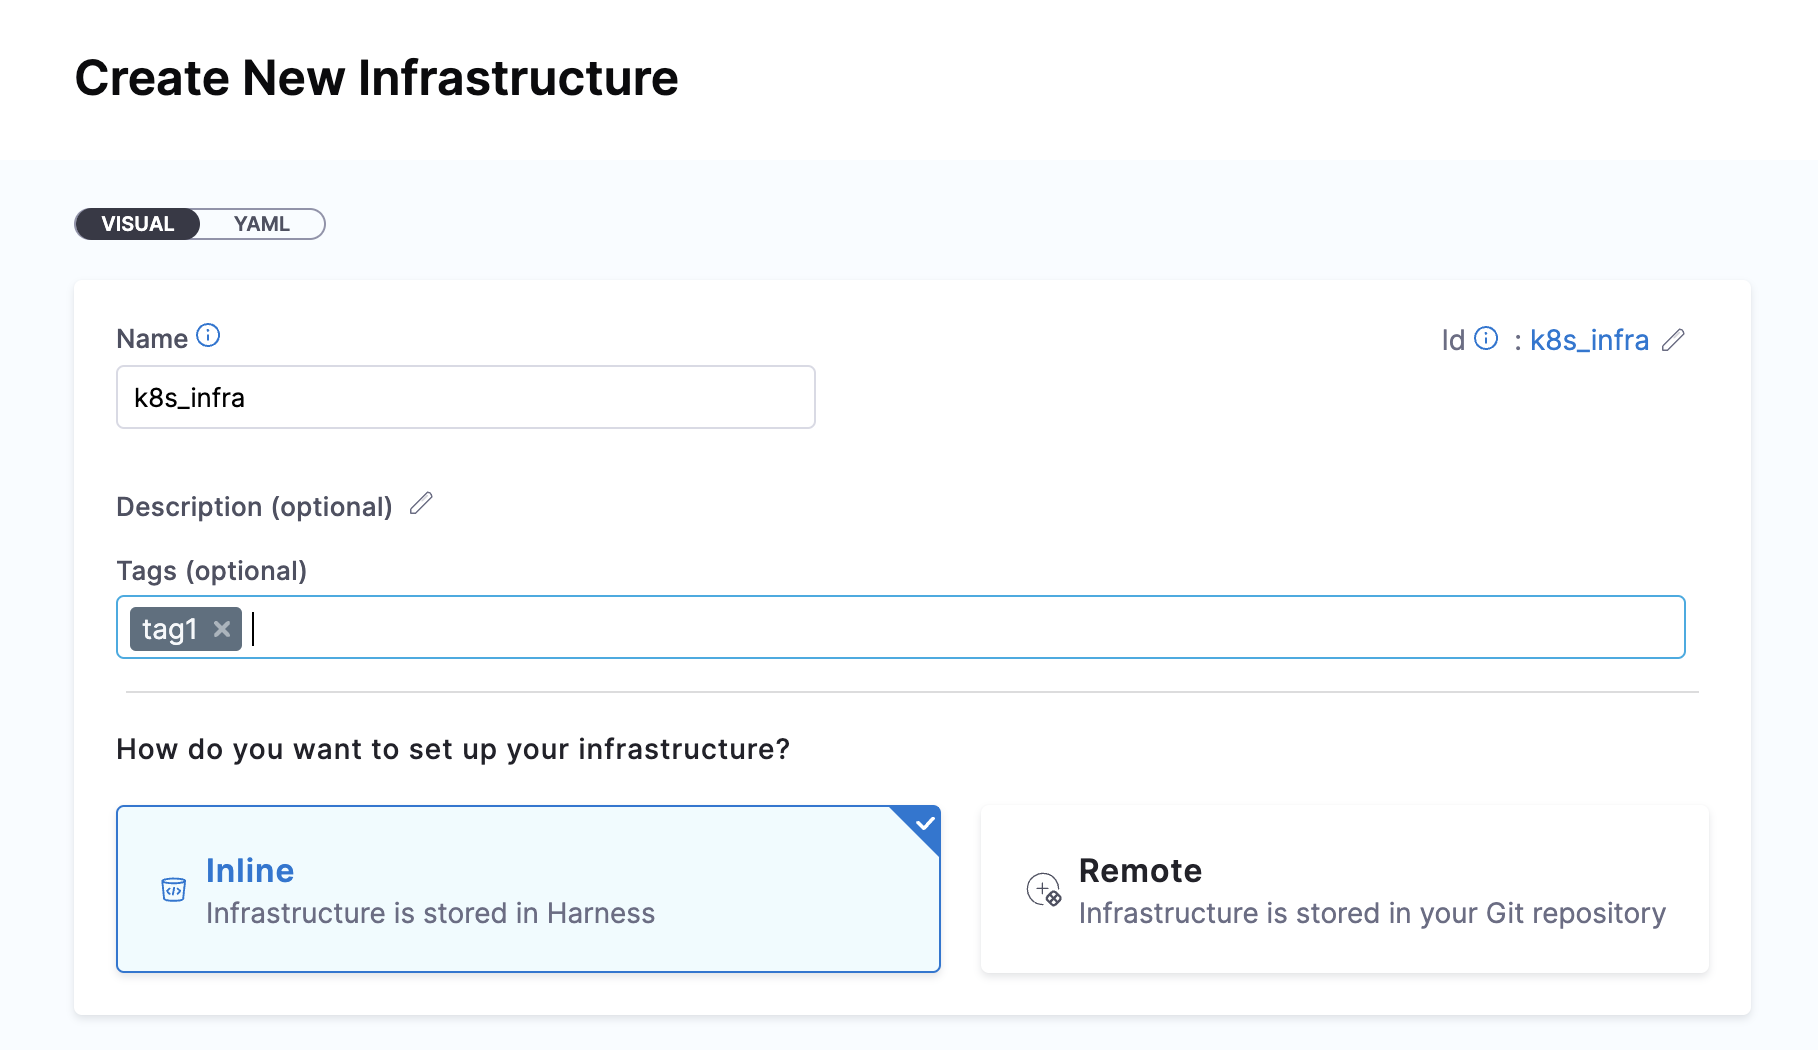 Create New Infrastructure
VISUAL YAML
Name Id : k8s_infra
k8s_infra
Description (optional)
Tags (optional)
tag1
How do you want to set up your infrastructure?
Inline
Infrastructure is stored in Harness
Remote
Infrastructure is stored in your Git repository